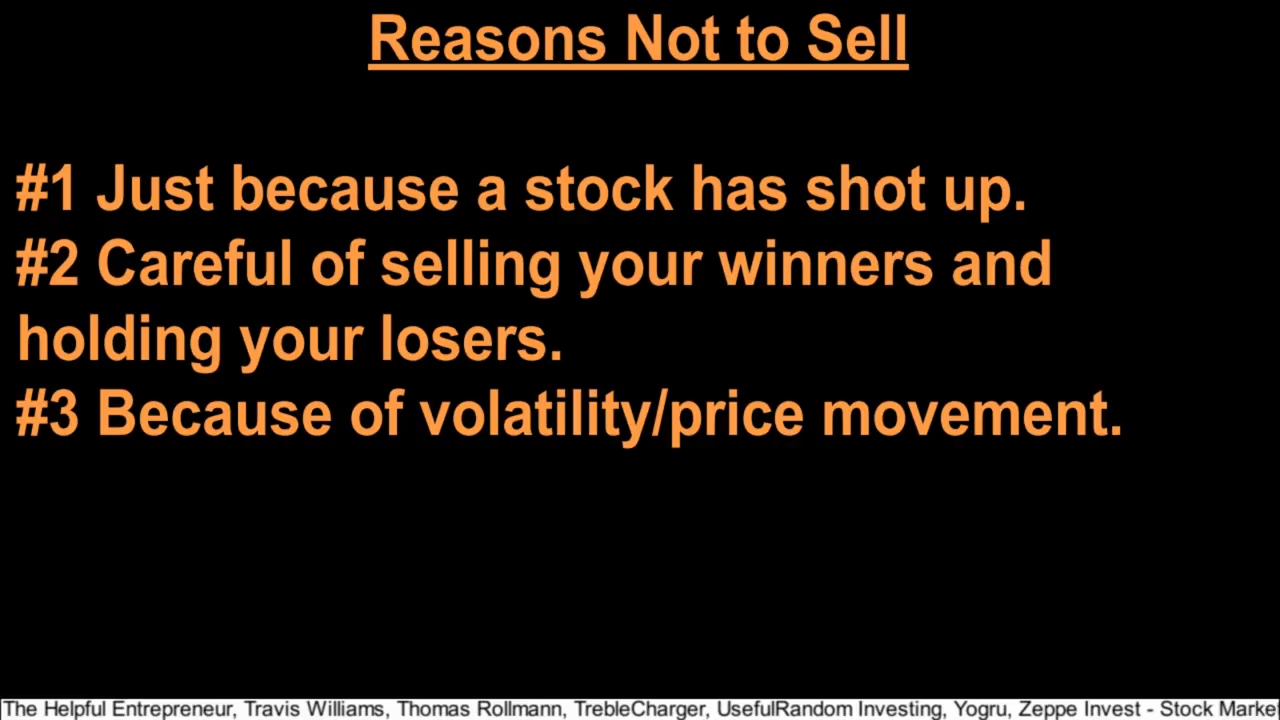 Reasons Not to Sell
#1 Just because a stock has shot up.
#2 Careful of selling your winners and
holding your losers.
#3 Because of volatility/price movement.
The Helpful Entrepreneur, Travis Williams, Thomas Rollmann, TrebleCharger, UsefulRandom Investing, Yogru, Zeppe Invest - Stock Marke